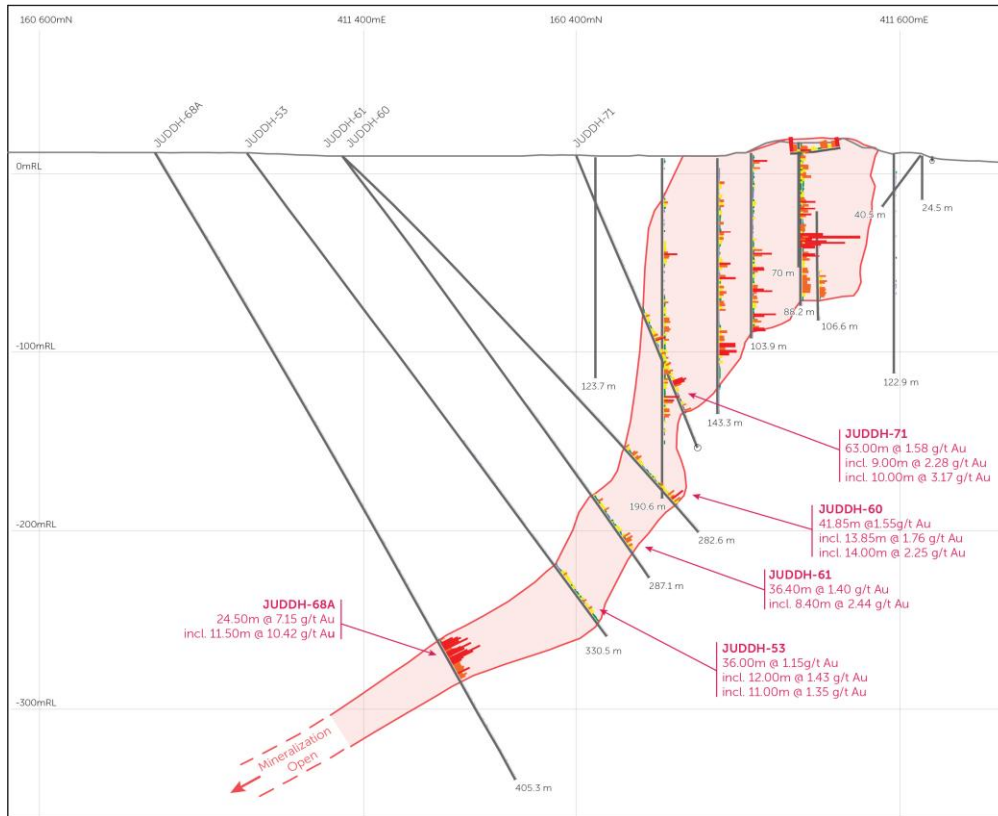 160 600mN
411 400mE
160 400mN
411 600mE
JUDDH-68A
JUDDH-53
JUDDH-61
JUDDH-60
JUDDH-71
0mRL
40.5 m
24.5 m
70 m
88.2 m
106.6 m
-100mRL
103.9 m
123.7 m
122.9 m
143.3 m
JUDDH-71
63.00m @ 1.58 g/t Au
incl. 9.00m @ 2.28 g/t Au
incl. 10.00m @ 3.17 g/t Au
190.6 m
-200mRL
282.6 m
JUDDH-60
41.85m @1.55g/t Au
incl. 13.85m @ 1.76 g/t Au
incl. 14.00m @ 2.25 g/t Au
287.1 m
JUDDH-61
36.40m @ 1.40 g/t Au
incl. 8.40m @ 2.44 g/t Au
JUDDH-68A
24.50m @ 7.15 g/t Au
incl. 11.50m @ 10.42 g/t Au
330.5 m
JUDDH-53
36.00m @ 1.15g/t Au
incl. 12.00m @ 1.43 g/t Au
incl. 11.00m @ 1.35 g/t Au
-300mRL
Mineralization
Open
405.3 m